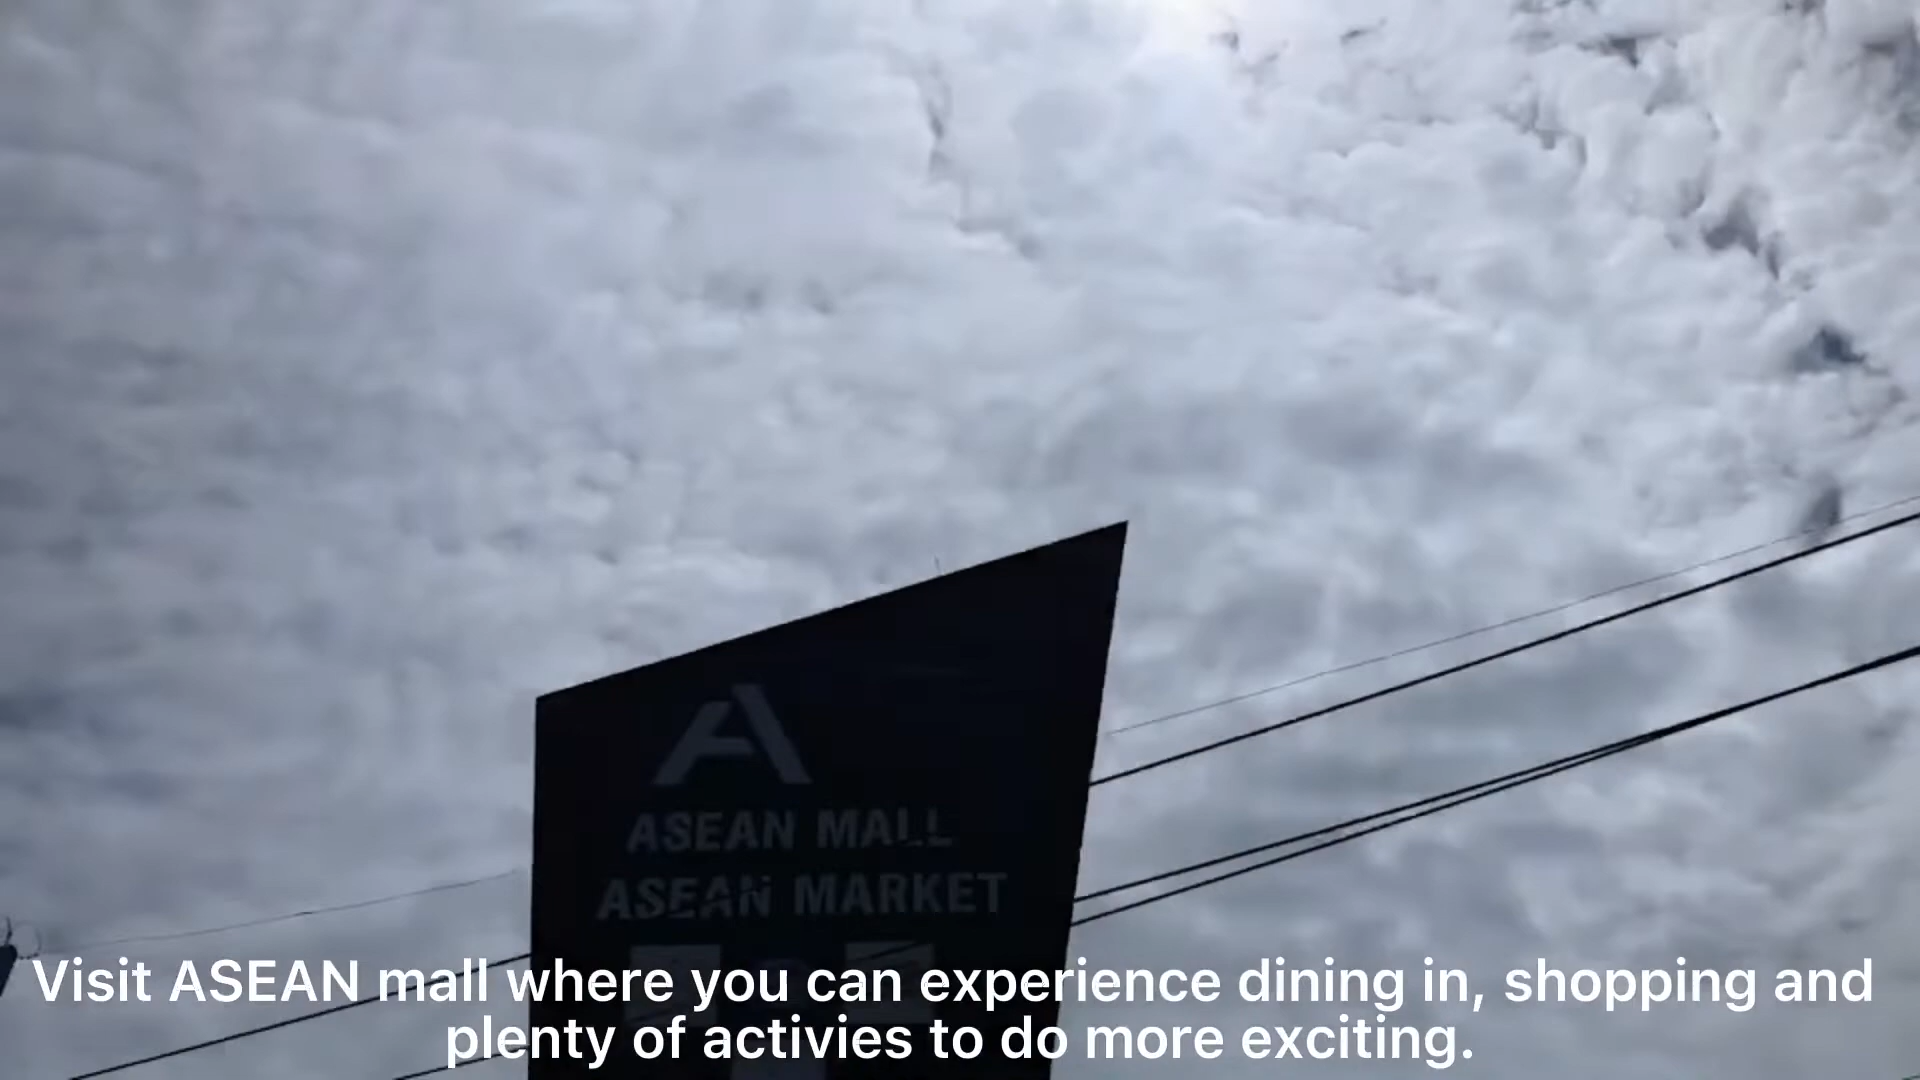 ASEAN MALL
ASEAN MARKET
Visit ASEAN mall where you can experience dining in, shopping and
plenty of activies to do more exciting.